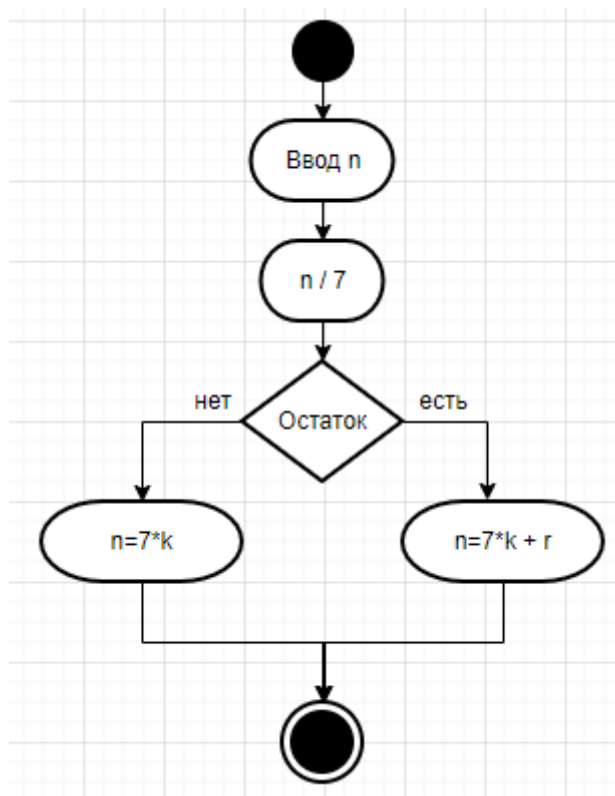 Ввод n
n / 7
нет
Остаток
есть
n=7*k
n=7*k + r